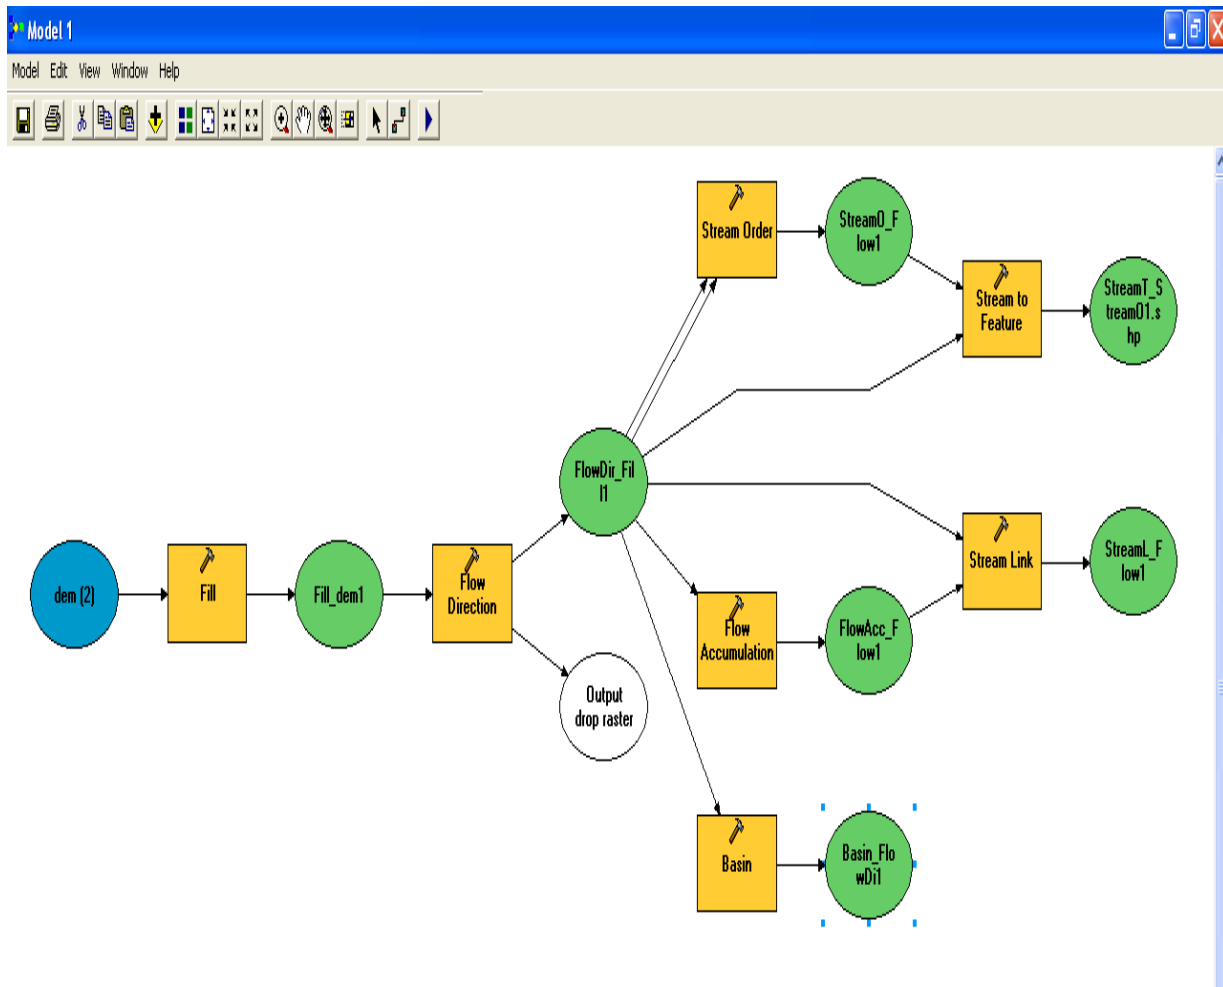 Model 1
Model Edit View Window Help
Stream Order
StreamO_F
low1
Stream to
Feature
StreamT_S
treamO1.s
hp
FlowDir_Fil
l1
dem (2)
Fill
Fill_dem1
Flow
Direction
Output
drop raster
Flow
Accumulation
FlowAcc_F
low1
Stream Link
StreamL_F
low1
Basin
Basin_Flo
wDi1